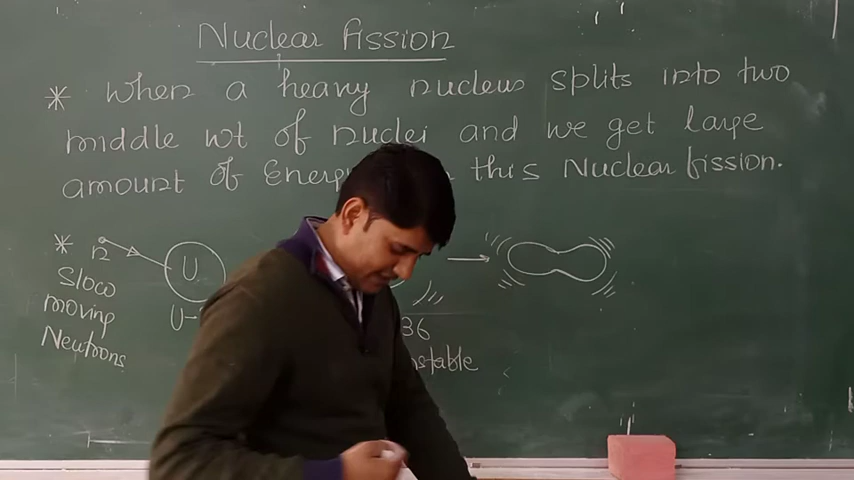 Nuclear fission
* When a heavy nucleus splits into two
middle wt of nuclei and we get large
amount of Energy this Nuclear fission.
* n U
Slow
moving U-
Neutrons
36